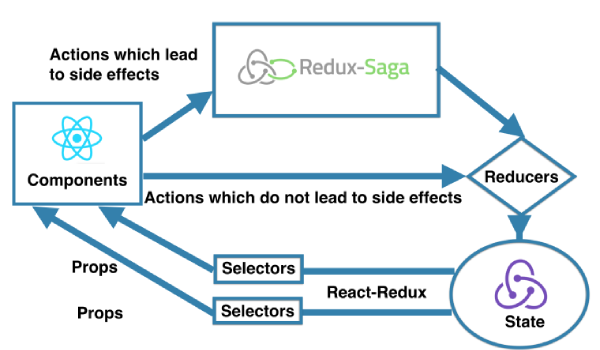 Actions which lead
to side effects
Redux-Saga
Components
Reducers
Actions which do not lead to side effects
Selectors
Props
React-Redux
Selectors
Props
State